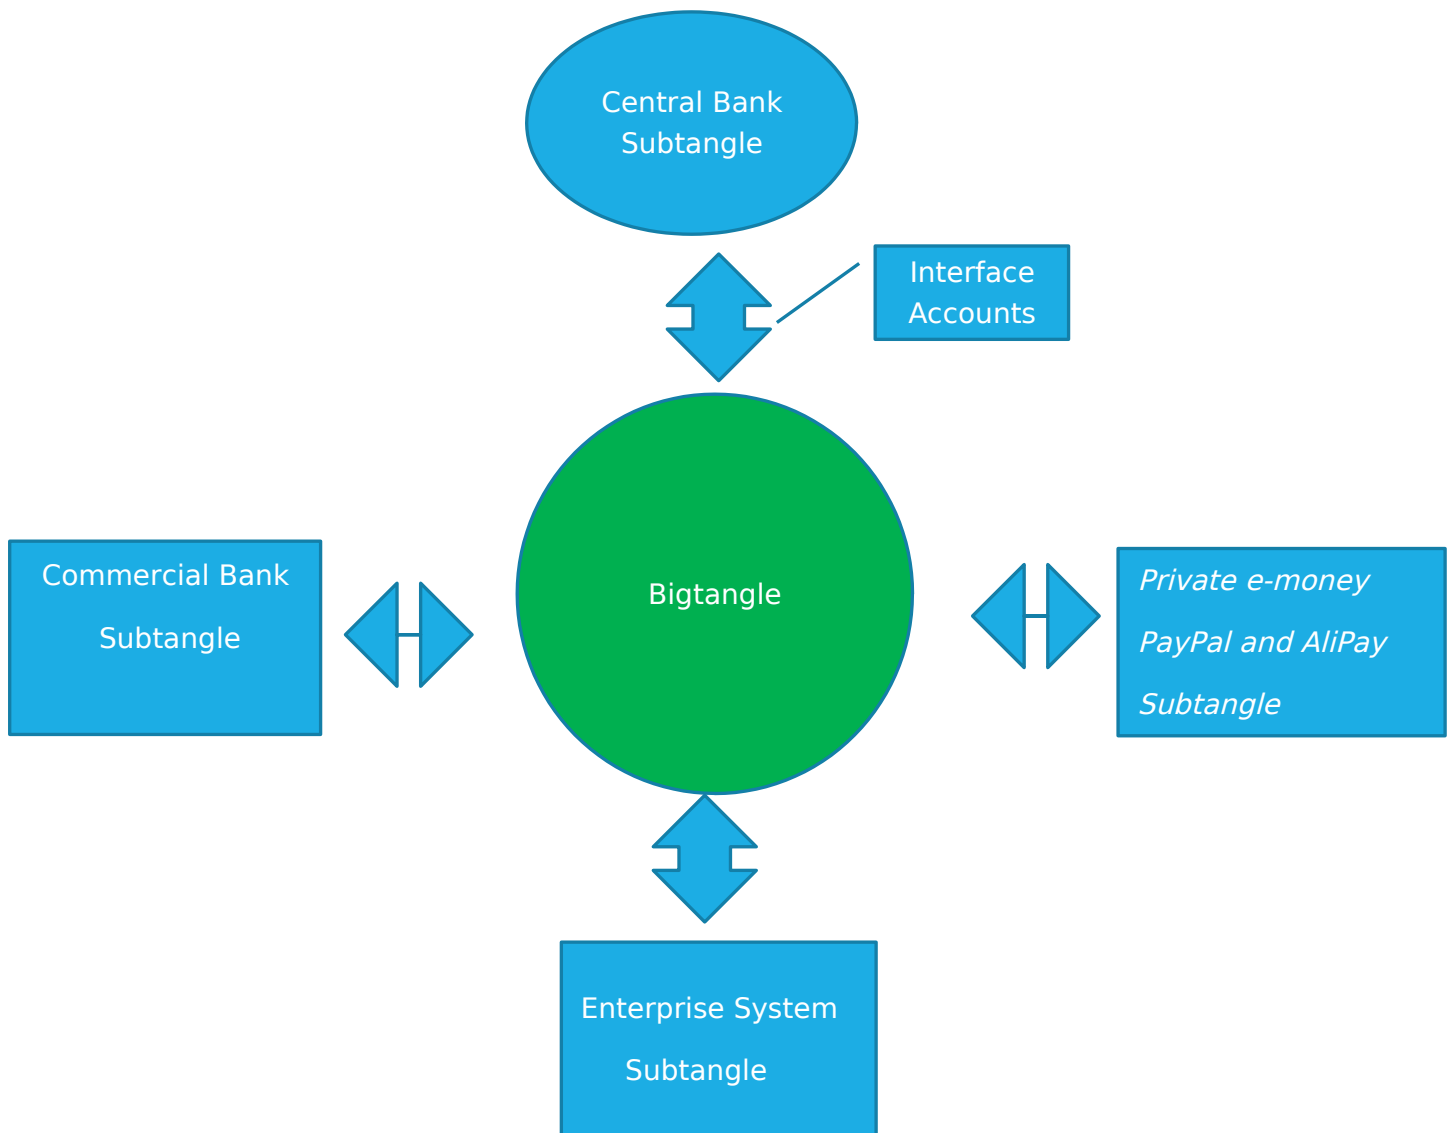 Central Bank
Subtangle
Interface
Accounts
Bigtangle
Commercial Bank
Subtangle
Private e-money
PayPal and AliPay
Subtangle
Enterprise System
Subtangle